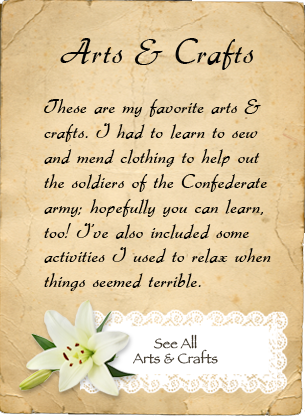 Arts & Crafts
These are my favorite arts &
crafts. I had to learn to sew
and mend clothing to help out
the soldiers of the Confederate
army; hopefully you can learn,
too! I've also included some
activities I used to relax when
things seemed terrible.
See All
Arts & Crafts